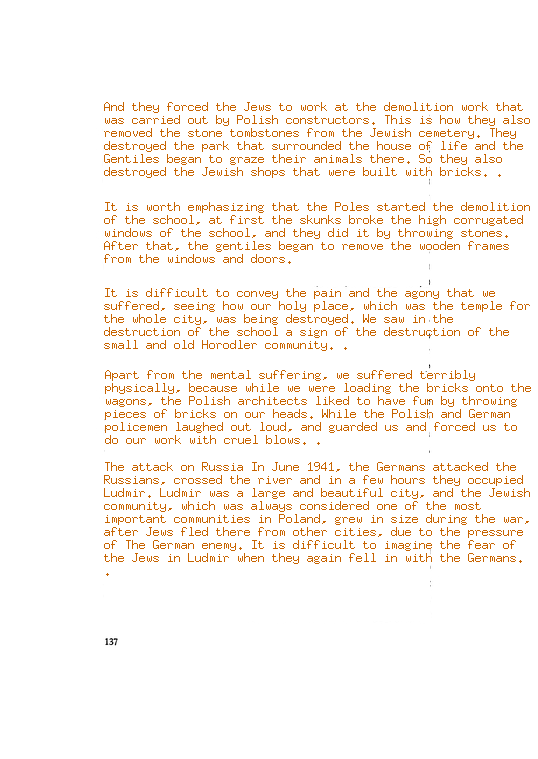 And they forced the Jews to work at the demolition work that
was carried out by Polish constructors. This is how they also
removed the stone tombstones from the Jewish cemetery. They
destroyed the park that surrounded the house of life and the
Gentiles began to graze their animals there. So they also
destroyed the Jewish shops that were built with bricks. .
It is worth emphasizing that the Poles started the demolition
of the school, at first the skunks broke the high corrugated
windows of the school, and they did it by throwing stones.
After that, the gentiles began to remove the wooden frames
from the windows and doors.
It is difficult to convey the pain and the agony that we
suffered, seeing how our holy place, which was the temple for
the whole city, was being destroyed. We saw in the
destruction of the school a sign of the destruction of the
small and old Horodler community. .
Apart from the mental suffering, we suffered terribly
physically, because while we were loading the bricks onto the
wagons, the Polish architects liked to have fun by throwing
pieces of bricks on our heads. While the Polish and German
policemen laughed out loud, and guarded us and forced us to
do our work with cruel blows. .
The attack on Russia In June 1941, the Germans attacked the
Russians, crossed the river and in a few hours they occupied
Ludmir. Ludmir was a large and beautiful city, and the Jewish
community, which was always considered one of the most
important communities in Poland, grew in size during the war,
after Jews fled there from other cities, due to the pressure
of The German enemy. It is difficult to imagine the fear of
the Jews in Ludmir when they again fell in with the Germans.
.
137